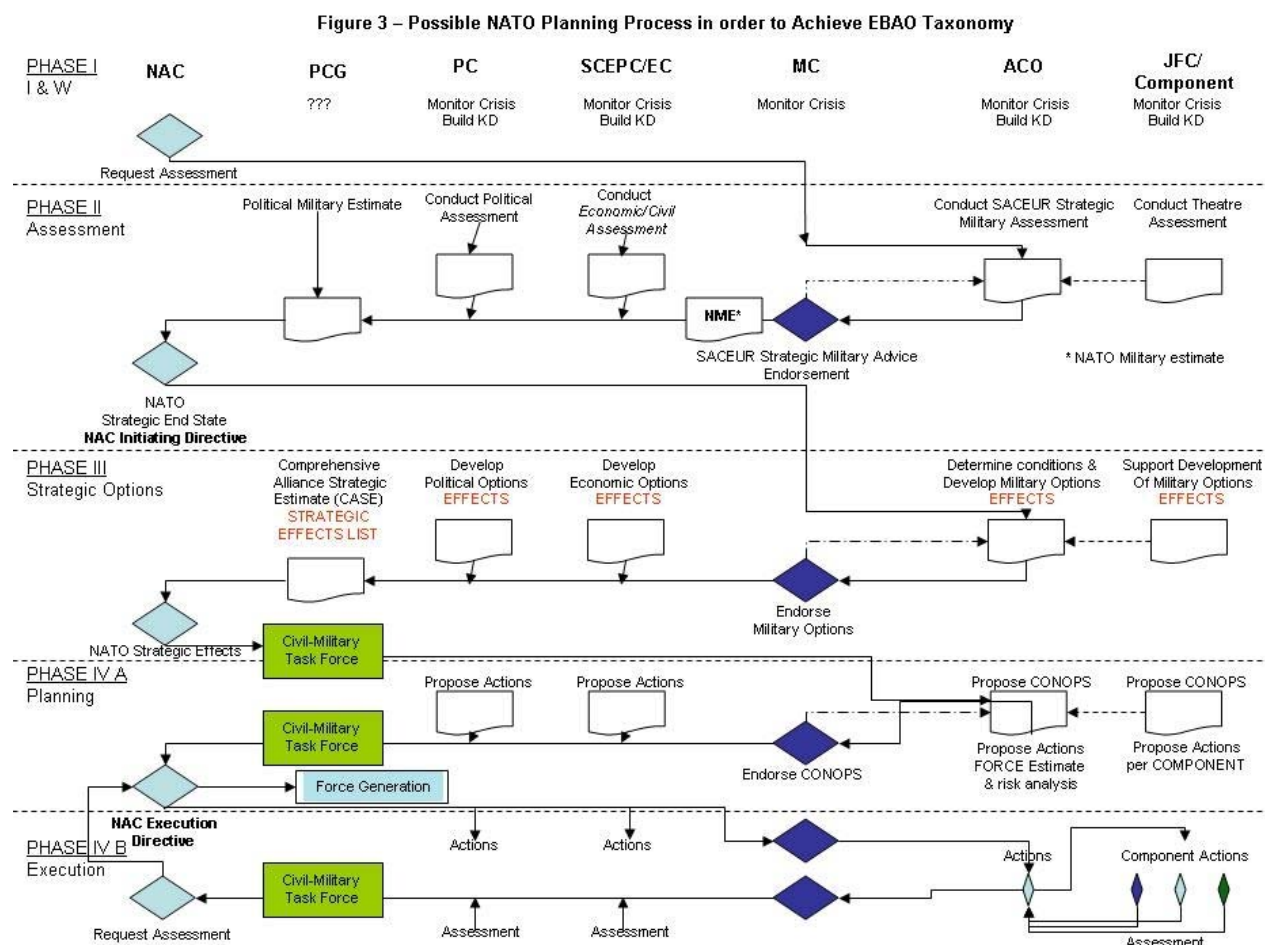 Figure 3 – Possible NATO Planning Process in order to Achieve EBAO Taxonomy
PHASE I
I & W
NAC
PCG
PC
SCEPC/EC
MC
ACO
JFC/
Component
???
Monitor Crisis
Build KD
Monitor Crisis
Build KD
Monitor Crisis
Monitor Crisis
Build KD
Monitor Crisis
Build KD
Request Assessment
PHASE II
Assessment
Political Military Estimate
Conduct Political
Assessment
Conduct
Economic/Civil
Assessment
Conduct SACEUR Strategic
Military Assessment
Conduct Theatre
Assessment
NME*
SACEUR Strategic Military Advice
Endorsement
* NATO Military estimate
NATO
Strategic End State
NAC Initiating Directive
PHASE III
Strategic Options
Comprehensive
Alliance Strategic
Estimate (CASE)
STRATEGIC
EFFECTS LIST
Develop
Political Options
EFFECTS
Develop
Economic Options
EFFECTS
Determine conditions &
Develop Military Options
EFFECTS
Support Development
Of Military Options
EFFECTS
Endorse
Military Options
NATO Strategic Effects
Civil-Military
Task Force
PHASE IV A
Planning
Propose Actions
Propose Actions
Propose CONOPS
Propose CONOPS
Civil-Military
Task Force
Endorse CONOPS
Propose Actions
FORCE Estimate
& risk analysis
Propose Actions
per COMPONENT
Force Generation
NAC Execution
Directive
PHASE IV B
Execution
Actions
Actions
Actions
Component Actions
Civil-Military
Task Force
Request Assessment
Assessment
Assessment
Assessment